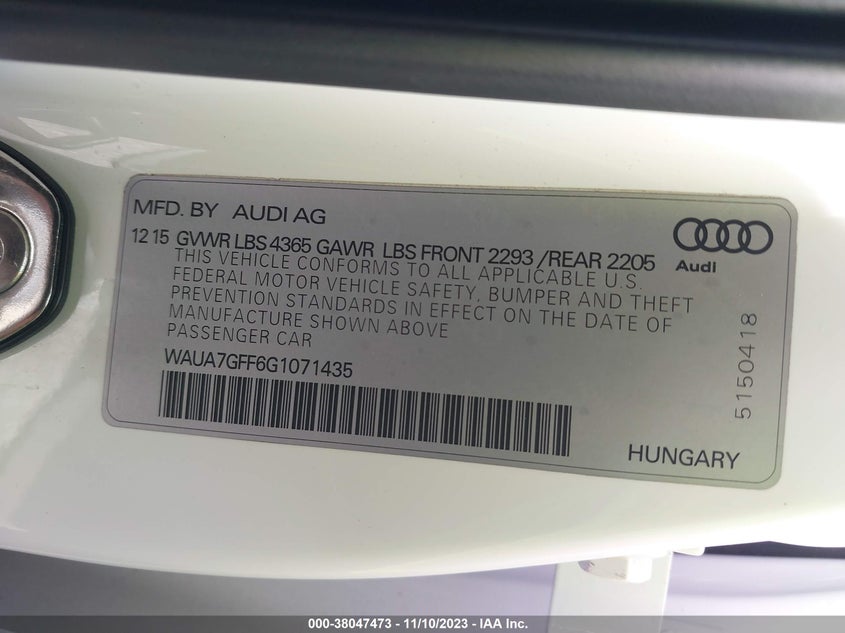 MFD. BY AUDI AG
12 15 GVWR LBS 4365 GAWR LBS FRONT 2293 /REAR 2205
THIS VEHICLE CONFORMS TO ALL APPLICABLE U.S.
FEDERAL MOTOR VEHICLE SAFETY, BUMPER AND THEFT
PREVENTION STANDARDS IN EFFECT ON THE DATE OF
MANUFACTURE SHOWN ABOVE
PASSENGER CAR
WAUA7GFF6G1071435
Audi
5150418
HUNGARY
000-38047473 — 11/10/2023 — IAA Inc.